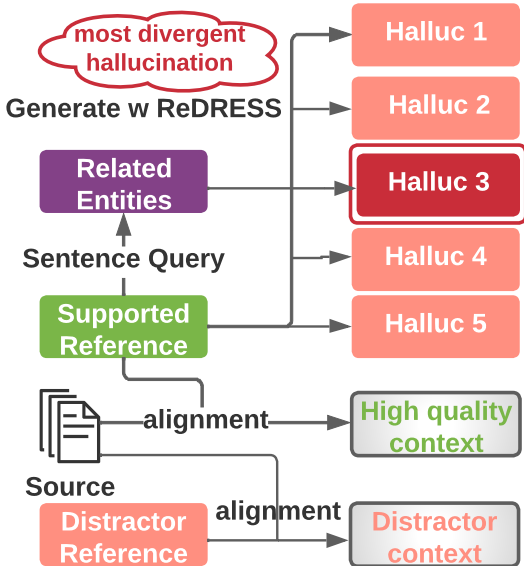 most divergent
hallucination
Generate w ReDRESS
Halluc 1
Halluc 2
Related
Entities
Halluc 3
Sentence Query
Halluc 4
Supported
Reference
Halluc 5
alignment
High quality
context
Source
alignment
Distractor
Reference
Distractor
context